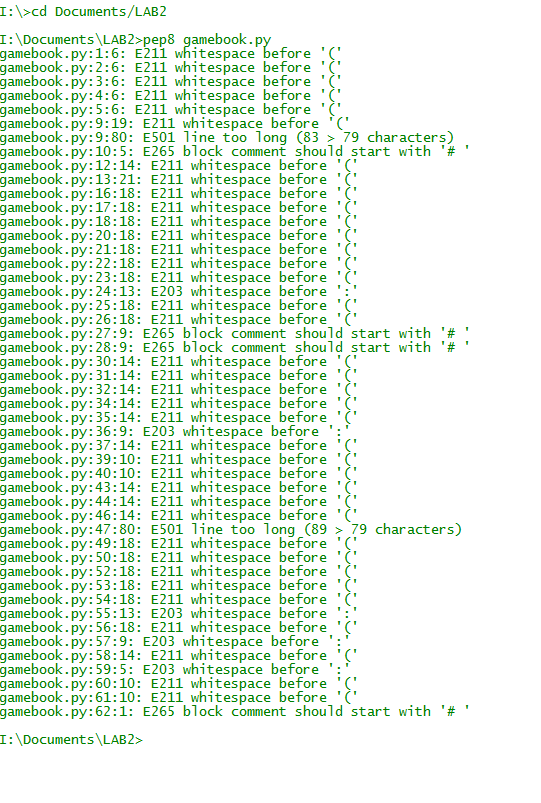 I:\>cd Documents/LAB2
I:\Documents\LAB2>pep8 gamebook.py
gamebook.py:1:6: E211 whitespace before '('
gamebook.py:2:6: E211 whitespace before '('
gamebook.py:3:6: E211 whitespace before '('
gamebook.py:4:6: E211 whitespace before '('
gamebook.py:5:6: E211 whitespace before '('
gamebook.py:9:19: E211 whitespace before '('
gamebook.py:9:80: E501 line too long (83 > 79 characters)
gamebook.py:10:5: E265 block comment should start with '# '
gamebook.py:12:14: E211 whitespace before '('
gamebook.py:13:21: E211 whitespace before '('
gamebook.py:16:18: E211 whitespace before '('
gamebook.py:17:18: E211 whitespace before '('
gamebook.py:18:18: E211 whitespace before '('
gamebook.py:20:18: E211 whitespace before '('
gamebook.py:21:18: E211 whitespace before '('
gamebook.py:22:18: E211 whitespace before '('
gamebook.py:23:18: E211 whitespace before '('
gamebook.py:24:13: E203 whitespace before ':'
gamebook.py:25:18: E211 whitespace before '('
gamebook.py:26:18: E211 whitespace before '('
gamebook.py:27:9: E265 block comment should start with '# '
gamebook.py:28:9: E265 block comment should start with '# '
gamebook.py:30:14: E211 whitespace before '('
gamebook.py:31:14: E211 whitespace before '('
gamebook.py:32:14: E211 whitespace before '('
gamebook.py:34:14: E211 whitespace before '('
gamebook.py:35:14: E211 whitespace before '('
gamebook.py:36:9: E203 whitespace before ':'
gamebook.py:37:14: E211 whitespace before '('
gamebook.py:39:10: E211 whitespace before '('
gamebook.py:40:10: E211 whitespace before '('
gamebook.py:43:14: E211 whitespace before '('
gamebook.py:44:14: E211 whitespace before '('
gamebook.py:46:14: E211 whitespace before '('
gamebook.py:47:80: E501 line too long (89 > 79 characters)
gamebook.py:49:18: E211 whitespace before '('
gamebook.py:50:18: E211 whitespace before '('
gamebook.py:52:18: E211 whitespace before '('
gamebook.py:53:18: E211 whitespace before '('
gamebook.py:54:18: E211 whitespace before '('
gamebook.py:55:13: E203 whitespace before ':'
gamebook.py:56:18: E211 whitespace before '('
gamebook.py:57:9: E203 whitespace before ':'
gamebook.py:58:14: E211 whitespace before '('
gamebook.py:59:5: E203 whitespace before ':'
gamebook.py:60:10: E211 whitespace before '('
gamebook.py:61:10: E211 whitespace before '('
gamebook.py:62:1: E265 block comment should start with '# '
I:\Documents\LAB2>